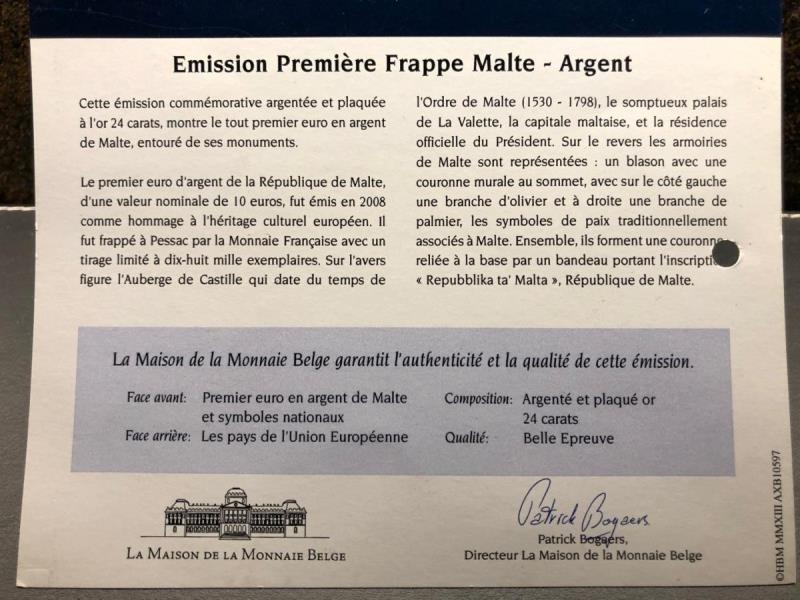 Emission Première Frappe Malte - Argent
Cette émission commémorative argentée et plaquée
à l'or 24 carats, montre le tout premier euro en argent
de Malte, entouré de ses monuments.
Le premier euro d'argent de la République de Malte,
d'une valeur nominale de 10 euros, fut émis en 2008
comme hommage à l'héritage culturel européen. Il
fut frappé à Pessac par la Monnaie Française avec un
tirage limité à dix-huit mille exemplaires. Sur l'avers
figure l'Auberge de Castille qui date du temps de
l'Ordre de Malte (1530 - 1798), le somptueux palais
de La Valette, la capitale maltaise, et la résidence
officielle du Président. Sur le revers les armoiries
de Malte sont représentées : un blason avec une
couronne murale au sommet, avec sur le côté gauche
une branche d'olivier et à droite une branche de
palmier, les symboles de paix traditionnellement
associés à Malte. Ensemble, ils forment une couronne
reliée à la base par un bandeau portant l'inscription
« Repubblika ta' Malta », République de Malte.
La Maison de la Monnaie Belge garantit l'authenticité et la qualité de cette émission.
Face avant: Premier euro en argent de Malte
et symboles nationaux
Face arrière: Les pays de l'Union Européenne
Composition: Argenté et plaqué or
24 carats
Qualité: Belle Epreuve
La Maison de la Monnaie Belge
Patrick Bogaers
Patrick Bogaers,
Directeur La Maison de la Monnaie Belge
©HBM MMXIII AXB10597